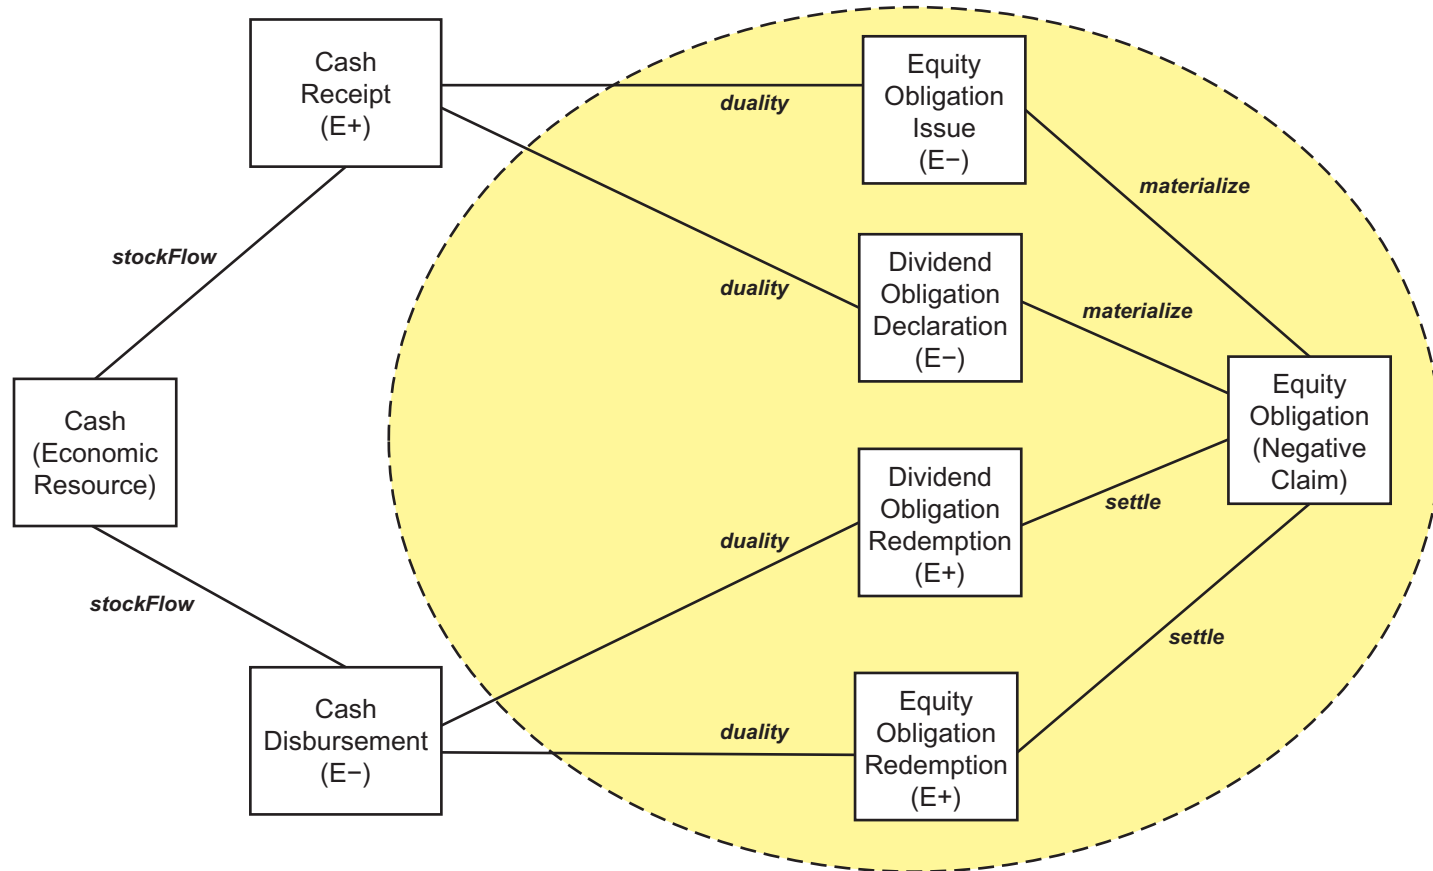 Cash
Receipt
(E+)
duality
Equity
Obligation
Issue
(E−)
materialize
stockFlow
duality
Dividend
Obligation
Declaration
(E−)
materialize
Cash
(Economic
Resource)
Equity
Obligation
(Negative
Claim)
Dividend
Obligation
Redemption
(E+)
duality
settle
stockFlow
settle
Cash
Disbursement
(E−)
duality
Equity
Obligation
Redemption
(E+)